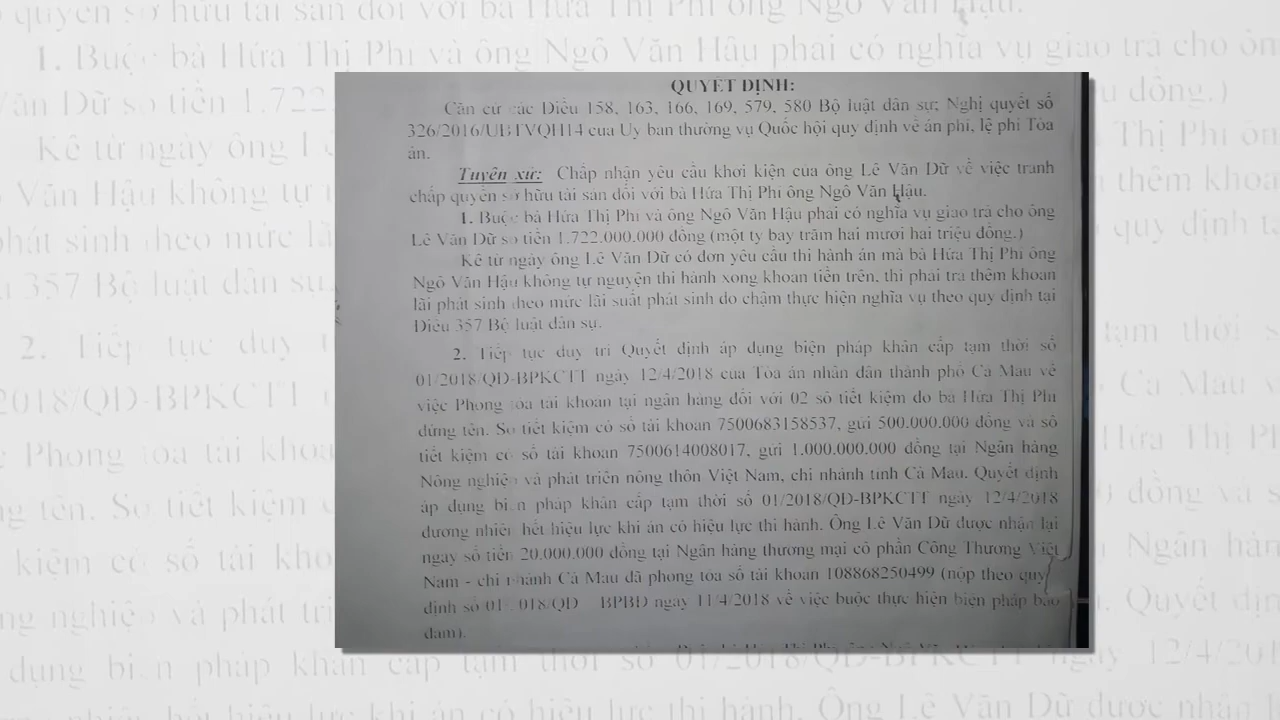 QUYẾT ĐỊNH:
Căn cứ các Điều 158, 163, 166, 169, 579, 580 Bộ luật dân sự; Nghị quyết số
326/2016/UBTVQH14 của Ủy ban thường vụ Quốc hội quy định về án phí, lệ phí Tòa
án.
Tuyên xử: Chấp nhận yêu cầu khởi kiện của ông Lê Văn Dữ về việc tranh
chấp quyền sở hữu tài sản đối với bà Hứa Thị Phi ông Ngô Văn Hậu.
1. Buộc bà Hứa Thị Phi và ông Ngô Văn Hậu phải có nghĩa vụ giao trả cho ông
Lê Văn Dữ số tiền 1.722.000.000 đồng (một tỷ bảy trăm hai mươi hai triệu đồng.)
Kể từ ngày ông Lê Văn Dữ có đơn yêu cầu thi hành án mà bà Hứa Thị Phi ông
Ngô Văn Hậu không tự nguyện thi hành xong khoản tiền trên, thì phải trả thêm khoản
lãi phát sinh theo mức lãi suất phát sinh do chậm thực hiện nghĩa vụ theo quy định tại
Điều 357 Bộ luật dân sự.
2. Tiếp tục duy trì Quyết định áp dụng biện pháp khẩn cấp tạm thời số
01/2018/QĐ-BPKCTT ngày 12/4/2018 của Tòa án nhân dân thành phố Cà Mau về
việc Phong tỏa tài khoản tại ngân hàng đối với 02 sổ tiết kiệm do bà Hứa Thị Phi
đứng tên. Sổ tiết kiệm có số tài khoản 7500683158537, gửi 500.000.000 đồng và sổ
tiết kiệm có số tài khoản 7500614008017, gửi 1.000.000.000 đồng tại Ngân hàng
Nông nghiệp và phát triển nông thôn Việt Nam, chi nhánh tỉnh Cà Mau. Quyết định
áp dụng biện pháp khẩn cấp tạm thời số 01/2018/QĐ-BPKCTT ngày 12/4/2018
đương nhiên hết hiệu lực khi án có hiệu lực thi hành. Ông Lê Văn Dữ được nhận lại
ngay số tiền 20.000.000 đồng tại Ngân hàng thương mại cổ phần Công Thương Việt
Nam - chi nhánh Cà Mau đã phong tỏa số tài khoản 108868250499 (nộp theo quy
định số 01/2018/QĐ BPBĐ ngày 11/4/2018 về việc buộc thực hiện biện pháp bảo
đảm).